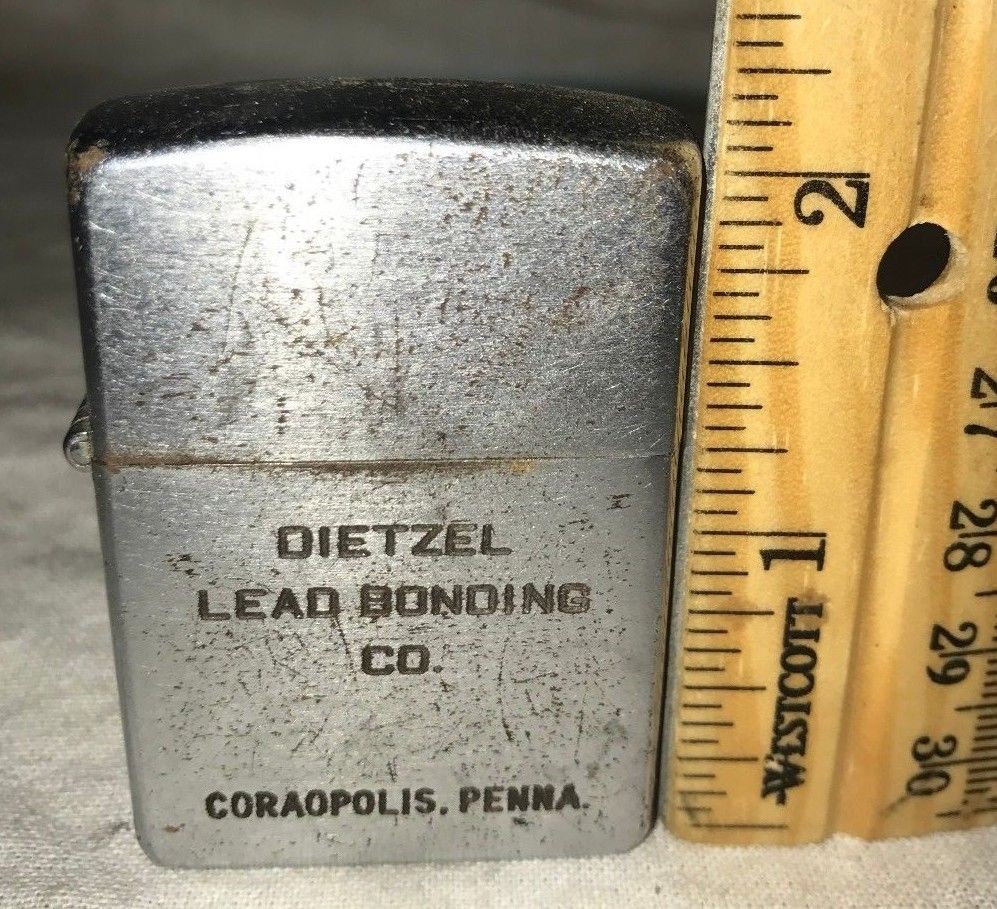 DIETZEL
LEAD BONDING
CO.
CORAOPOLIS, PENNA.
2
1
WESTCOTT
27
28
29
30